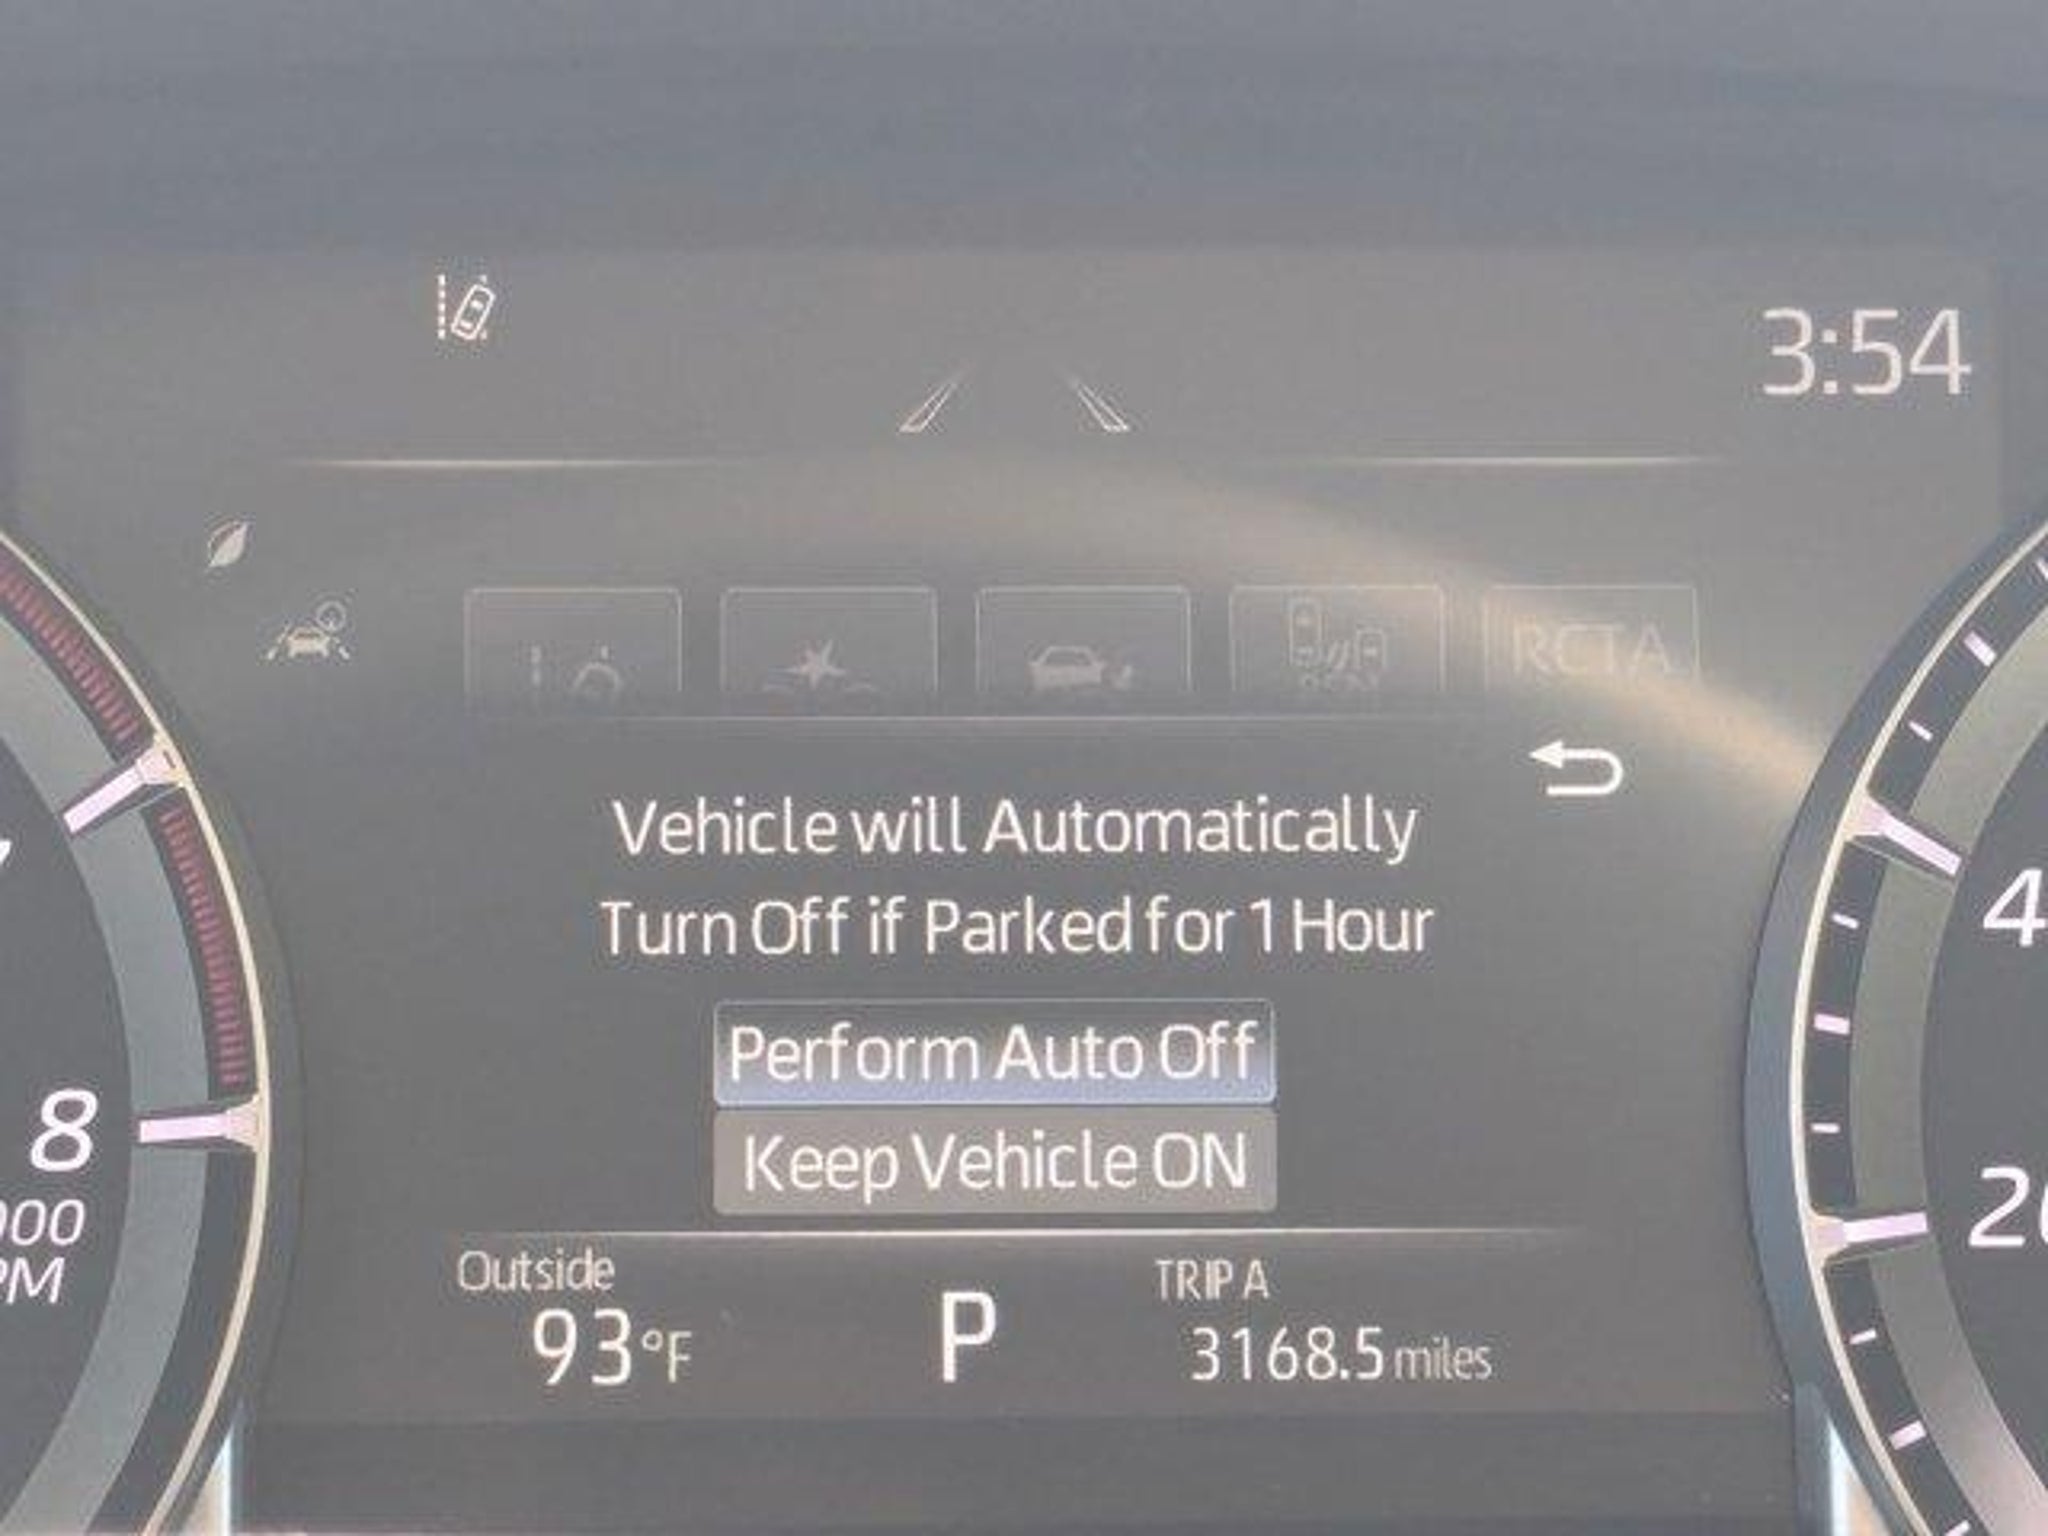 3:54
RCTA
Vehicle will Automatically
Turn Off if Parked for 1 Hour
Perform Auto Off
Keep Vehicle ON
Outside
93°F
P
TRIP A
3168.5 miles
8
4